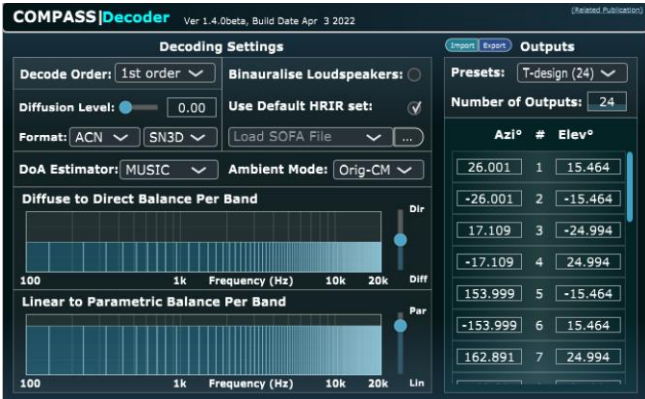 COMPASS|Decoder Ver 1.4.0beta, Build Date Apr 3 2022
(Related Publication)
Decoding Settings
Decode Order: 1st order
Binauralise Loudspeakers:
Diffusion Level: 0.00
Use Default HRIR set:
Format: ACN SN3D
Load SOFA File ...
DoA Estimator: MUSIC
Ambient Mode: Orig-CM
Diffuse to Direct Balance Per Band
Dir
Diff
100 1k Frequency (Hz) 10k 20k
Linear to Parametric Balance Per Band
Par
Lin
100 1k Frequency (Hz) 10k 20k
Import Export Outputs
Presets: T-design (24)
Number of Outputs: 24
Azi° # Elev°
26.001 1 15.464
-26.001 2 -15.464
17.109 3 -24.994
-17.109 4 24.994
153.999 5 -15.464
-153.999 6 15.464
162.891 7 24.994